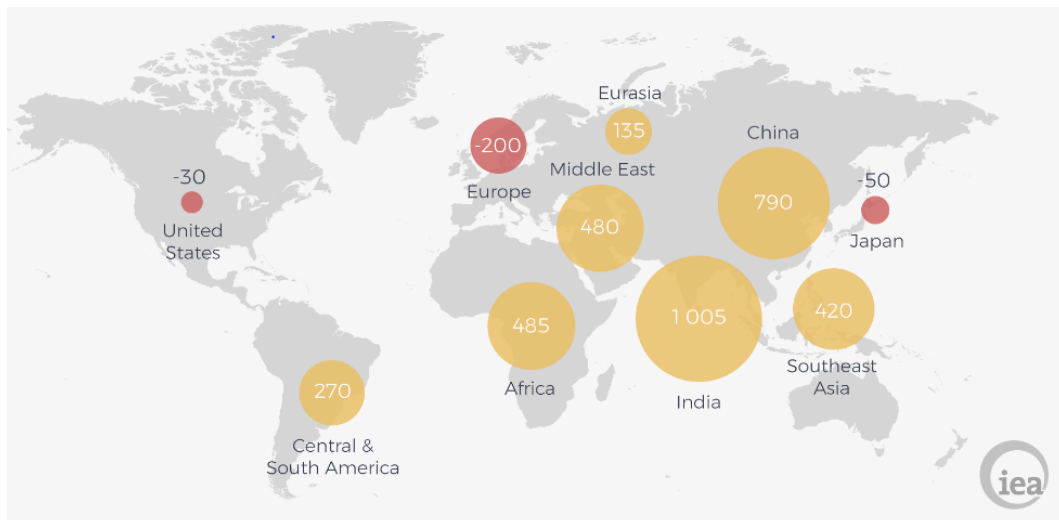 Eurasia
135
China
-200
Middle East
-30
Europe
-50
790
United
States
480
Japan
1 005
420
485
Southeast
Asia
Africa
India
270
Central &
South America
iea